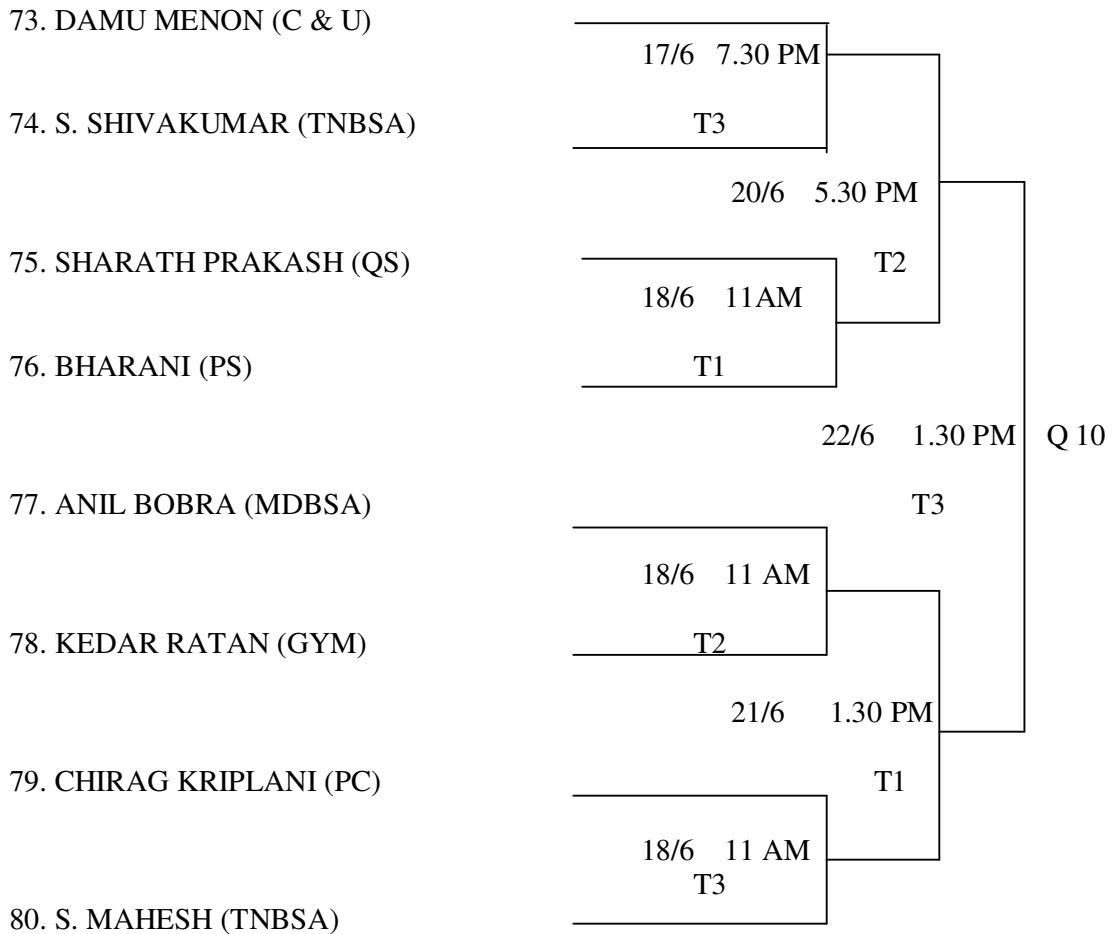 73. DAMU MENON (C & U)
17/6 7.30 PM
74. S. SHIVAKUMAR (TNBSA)
T3
20/6 5.30 PM
75. SHARATH PRAKASH (QS)
T2
18/6 11AM
76. BHARANI (PS)
T1
22/6 1.30 PM
Q 10
77. ANIL BOBRA (MDBSA)
T3
18/6 11 AM
78. KEDAR RATAN (GYM)
T2
21/6 1.30 PM
79. CHIRAG KRIPLANI (PC)
T1
18/6 11 AM
T3
80. S. MAHESH (TNBSA)